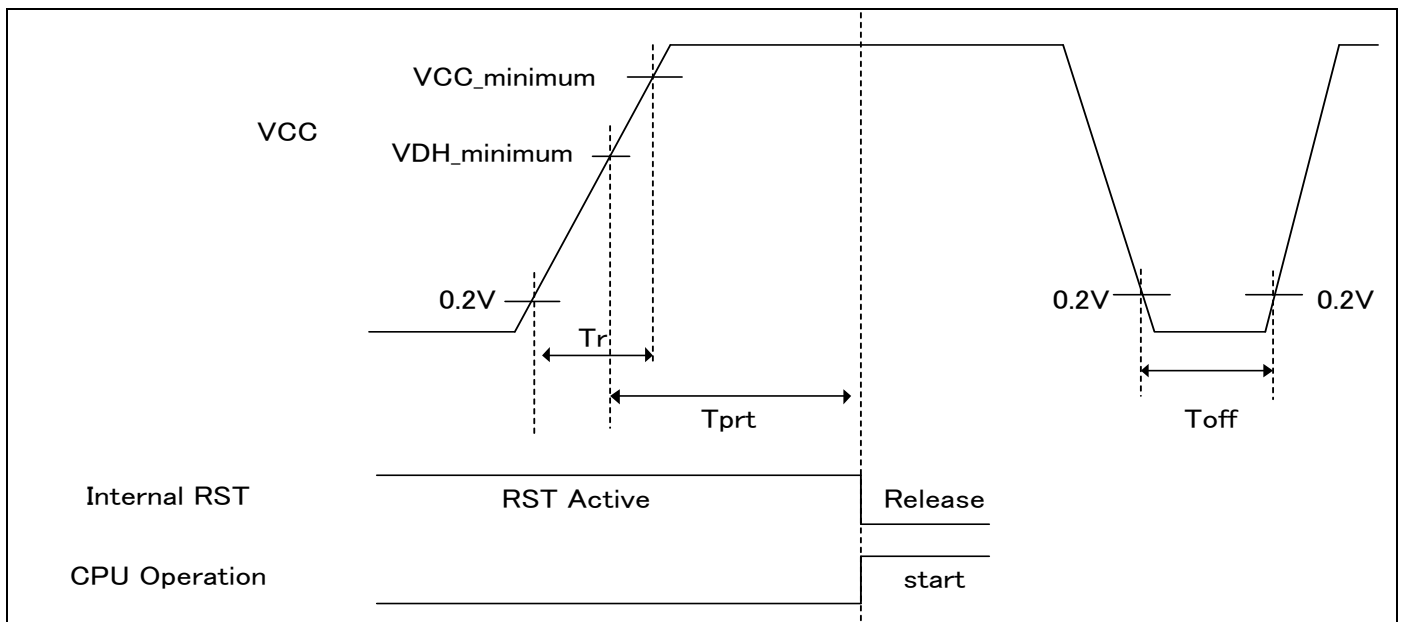 VCC_minimum
VCC
VDH_minimum
0.2V
0.2V
0.2V
Tr
Tprt
Toff
Internal RST
RST Active
Release
CPU Operation
start